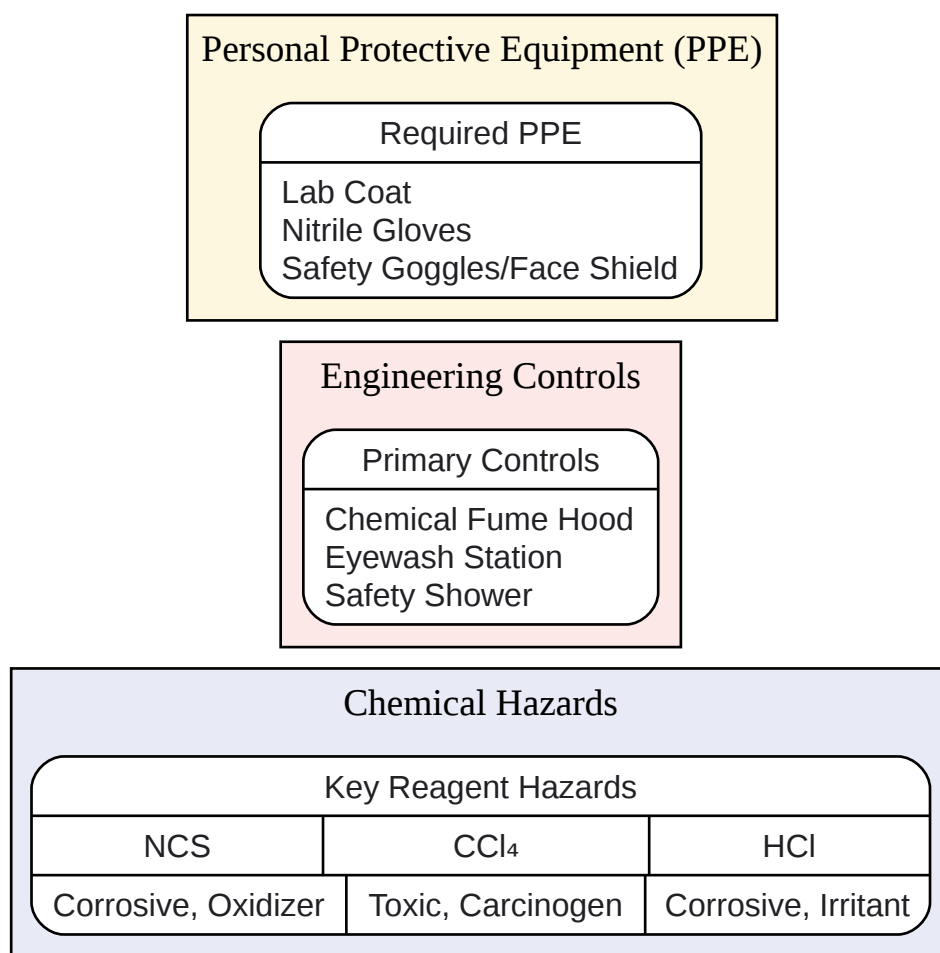 Personal Protective Equipment (PPE)
Required PPE
Lab Coat
Nitrile Gloves
Safety Goggles/Face Shield
Engineering Controls
Primary Controls
Chemical Fume Hood
Eyewash Station
Safety Shower
Chemical Hazards
Key Reagent Hazards
NCS CCl₄ HCl
Corrosive, Oxidizer Toxic, Carcinogen Corrosive, Irritant